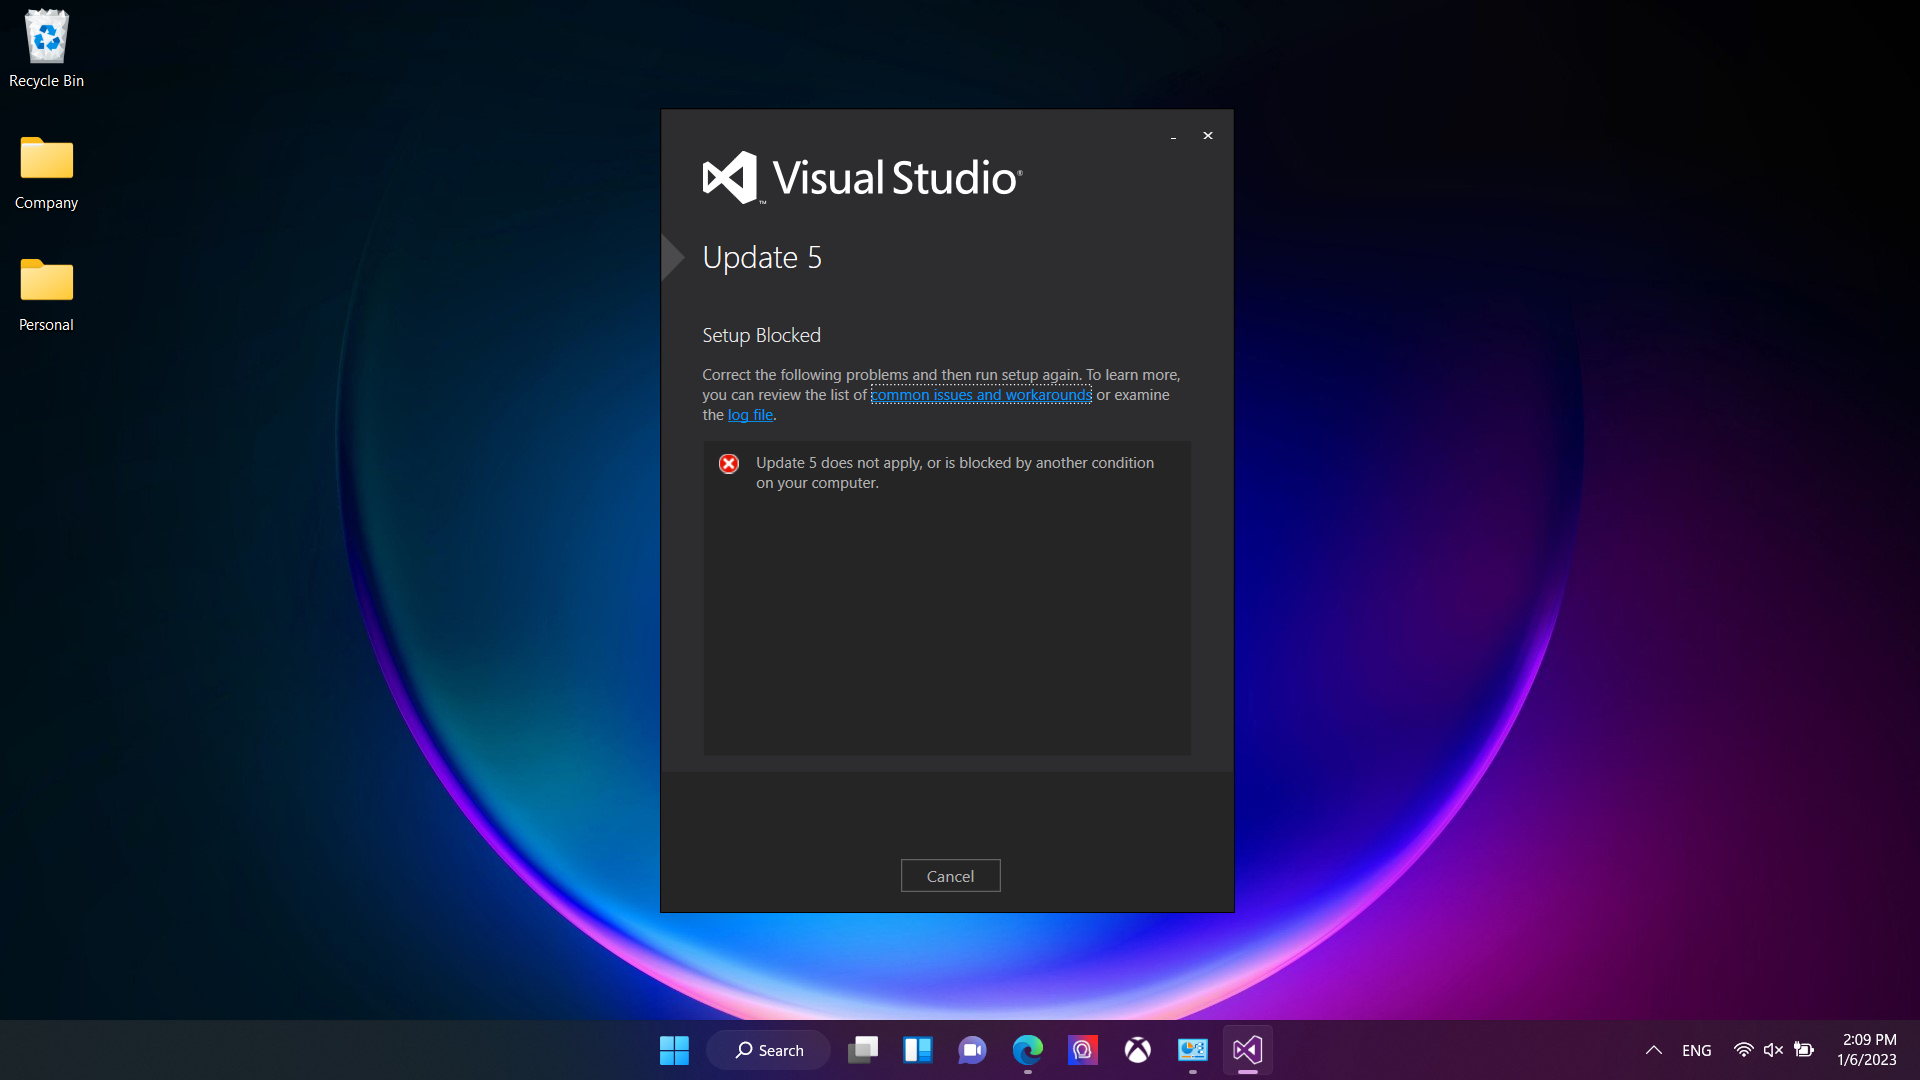 Recycle Bin
Company
Personal
Visual Studio®
™
Update 5
Setup Blocked
Correct the following problems and then run setup again. To learn more,
you can review the list of common issues and workarounds or examine
the log file.
Update 5 does not apply, or is blocked by another condition
on your computer.
Cancel
Search
ENG
2:09 PM
1/6/2023